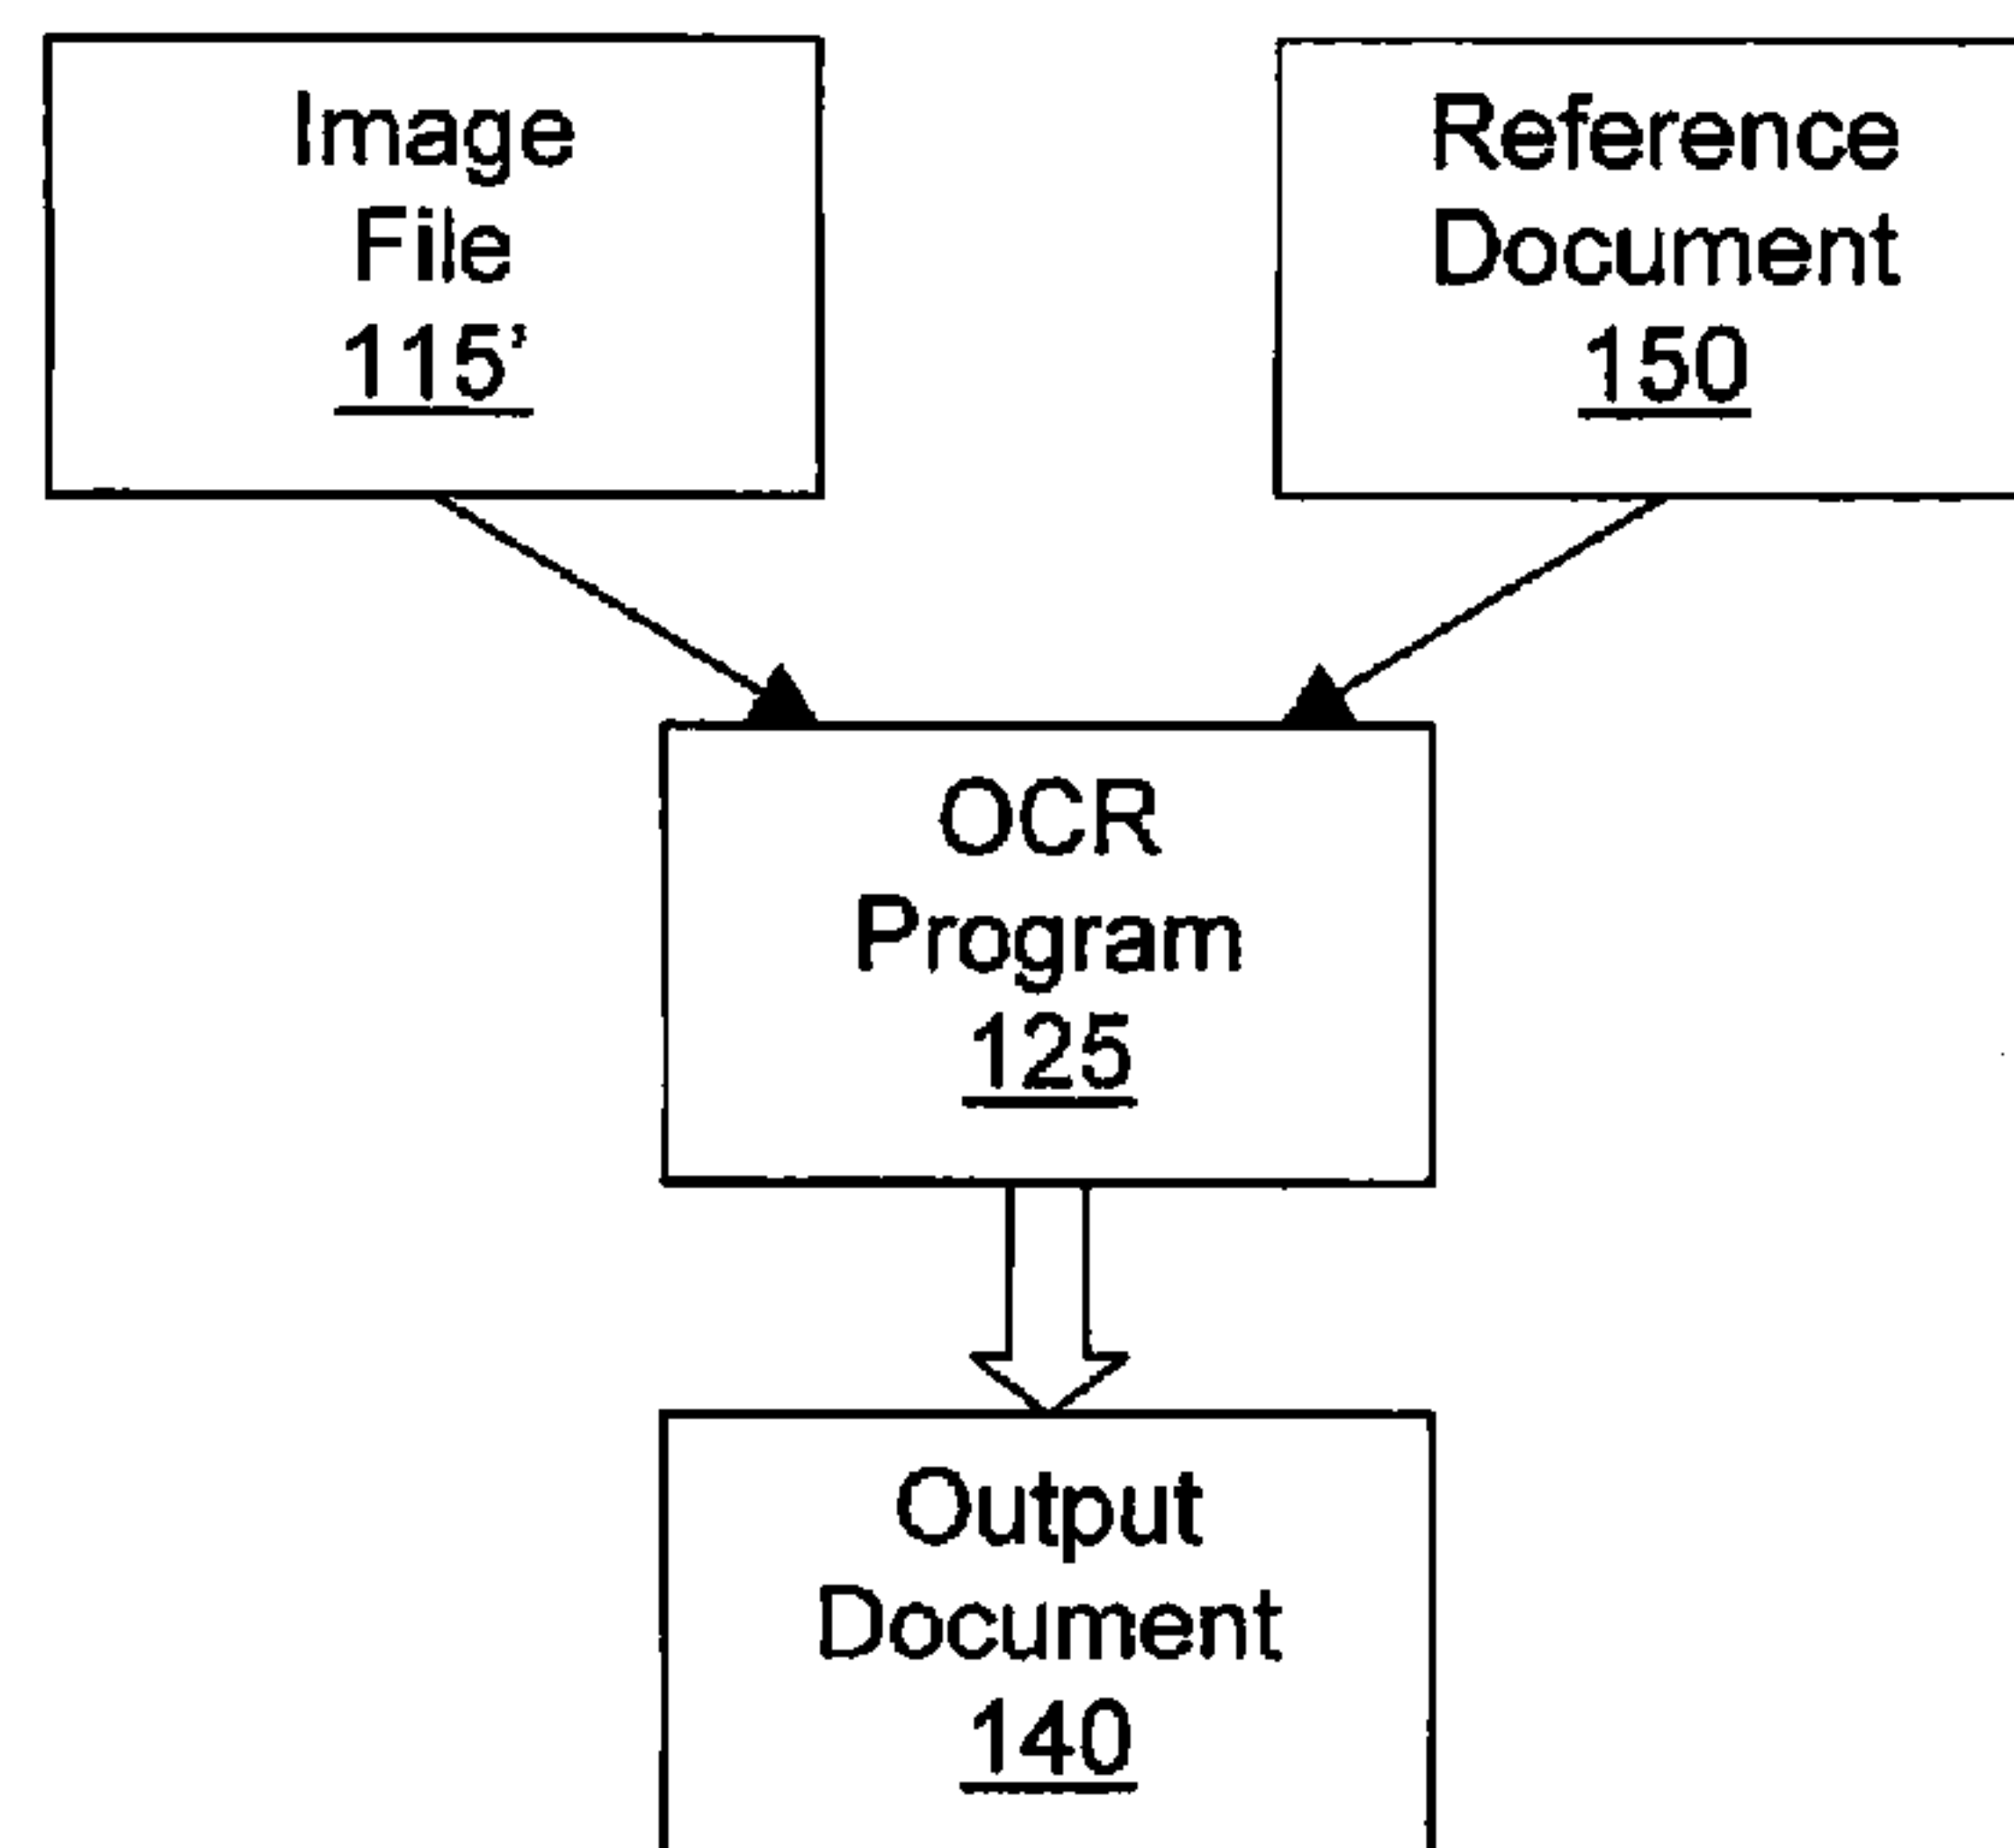 Image
File
115’
Reference
Document
150
OCR
Program
125
Output
Document
140